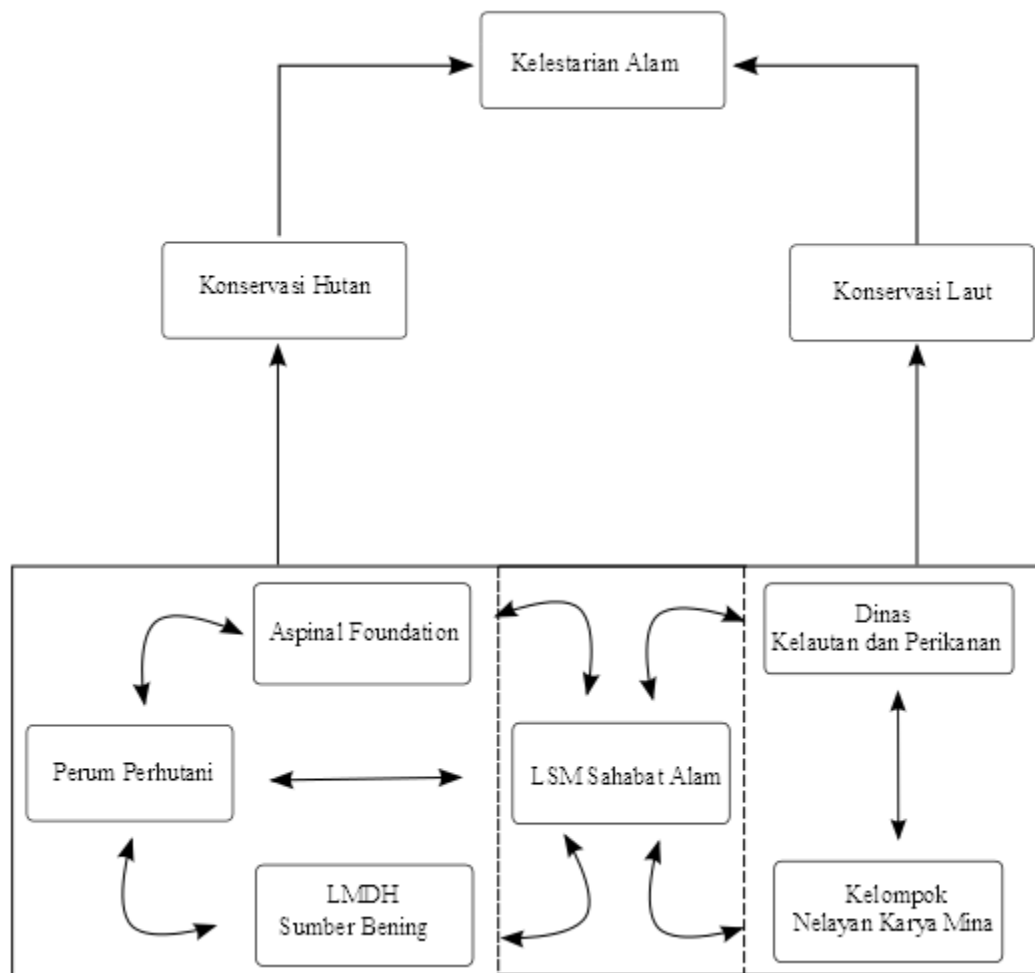 Kelestarian Alam
Konservasi Hutan
Konservasi Laut
Aspinal Foundation
Dinas
Kelautan dan Perikanan
Perum Perhutani
LSM Sahabat Alam
LMDH
Sumber Bening
Kelompok
Nelayan Karya Mina